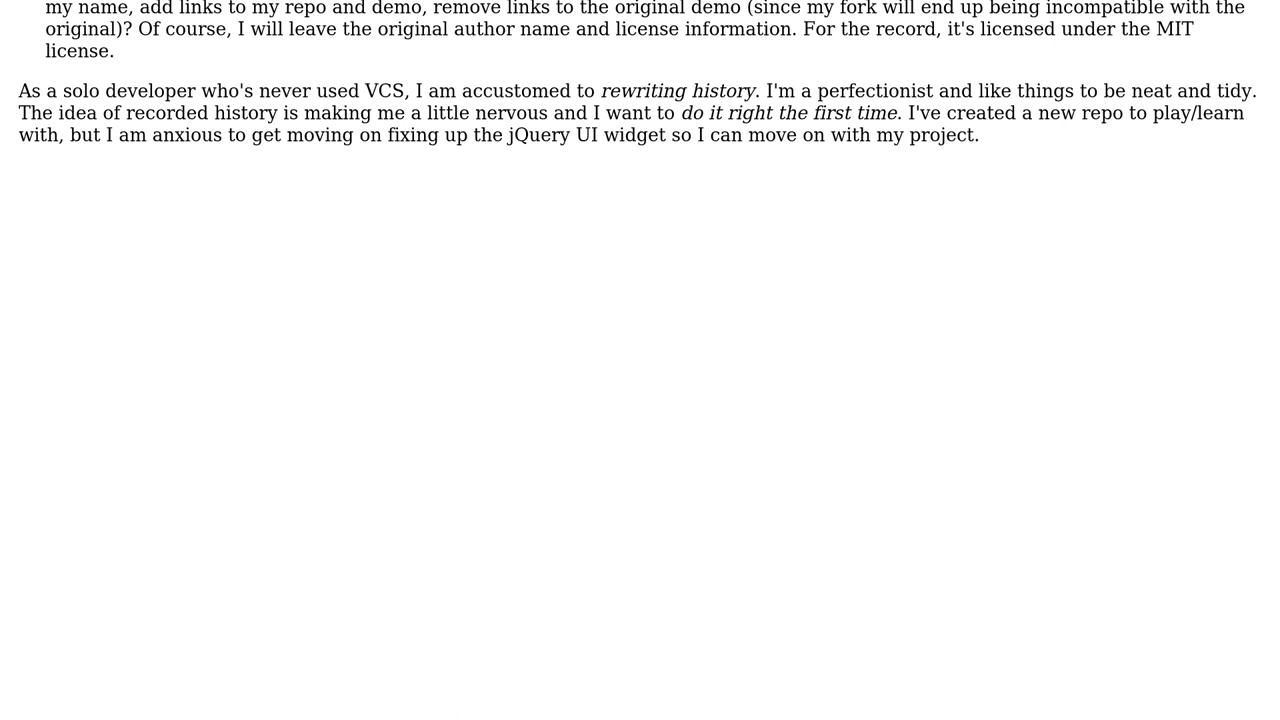 my name, add links to my repo and demo, remove links to the original demo (since my fork will end up being incompatible with the
original)? Of course, I will leave the original author name and license information. For the record, it's licensed under the MIT
license.
As a solo developer who's never used VCS, I am accustomed to rewriting history. I'm a perfectionist and like things to be neat and tidy.
The idea of recorded history is making me a little nervous and I want to do it right the first time. I've created a new repo to play/learn
with, but I am anxious to get moving on fixing up the jQuery UI widget so I can move on with my project.